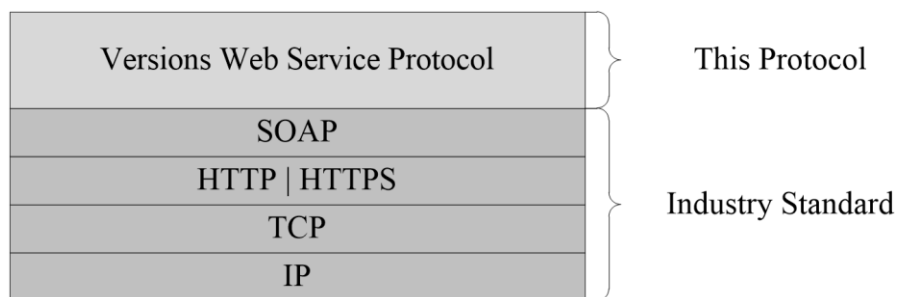 Versions Web Service Protocol
This Protocol
SOAP
HTTP | HTTPS
TCP
IP
Industry Standard